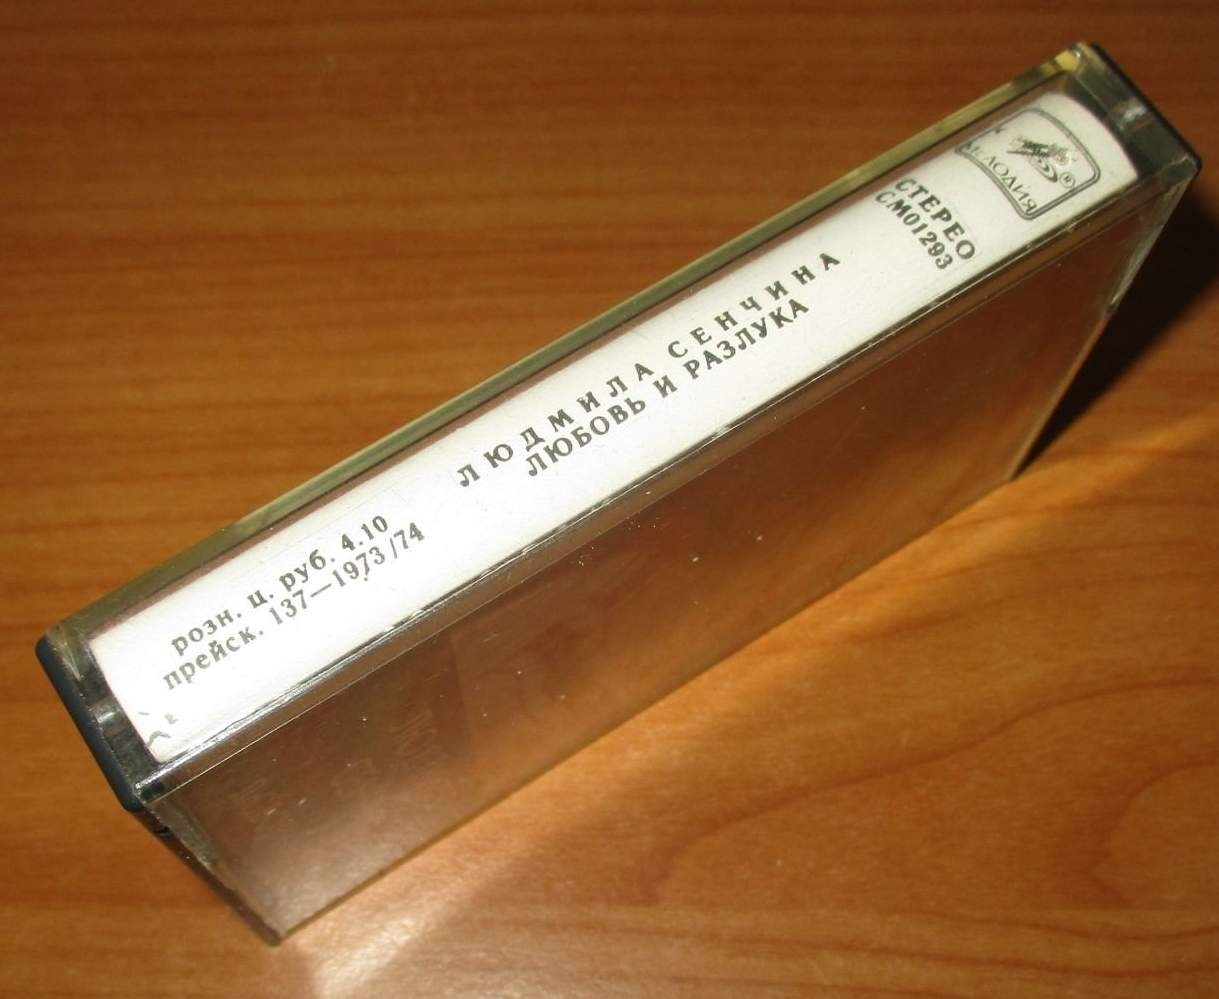 розн. ц. руб. 4.10
прейск. 137—1973/74
ЛЮДМИЛА СЕНЧИНА
ЛЮБОВЬ И РАЗЛУКА
СТЕРЕО
СМ01293
МЕЛОДИЯ